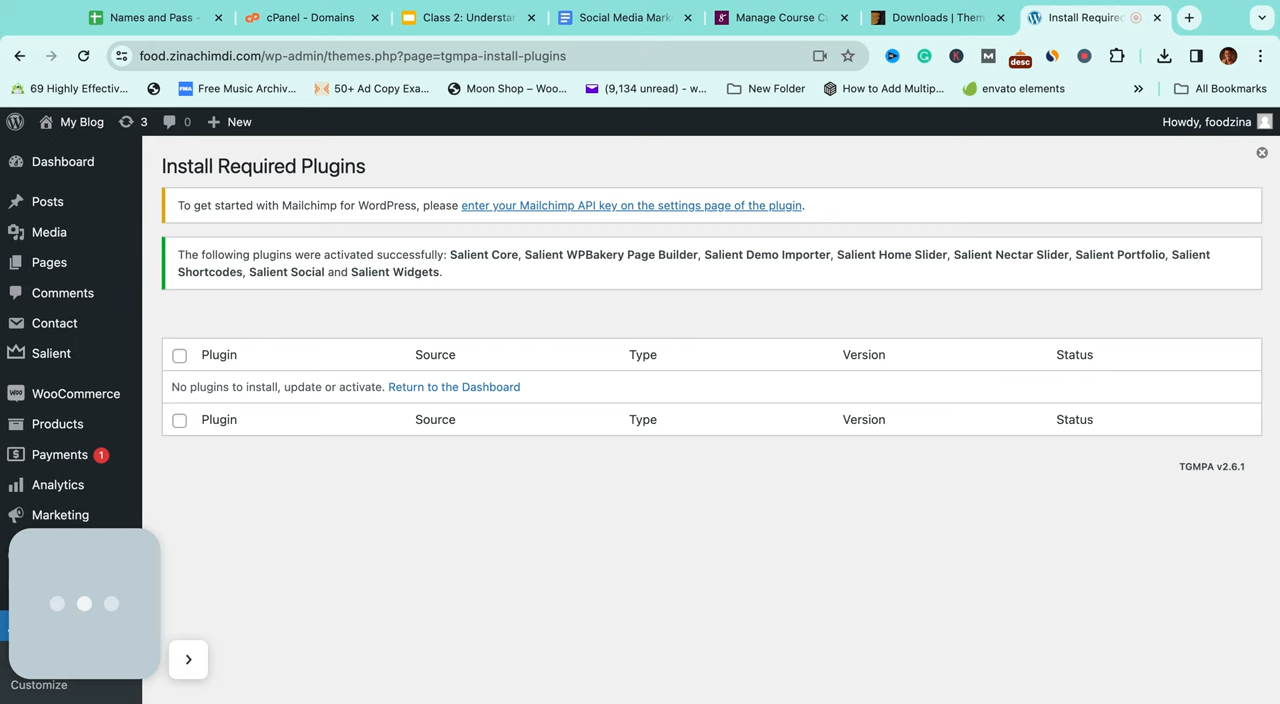 Names and Pass -
cPanel - Domains
Class 2: Understa
Social Media Mark
Manage Course Cu
Downloads | Them
Install Required
food.zinachimdi.com/wp-admin/themes.php?page=tgmpa-install-plugins
desc
69 Highly Effectiv...
FMA
Free Music Archiv...
50+ Ad Copy Exa...
Moon Shop – Woo...
(9,134 unread) - w...
New Folder
How to Add Multip...
envato elements
»
All Bookmarks
My Blog
3
0
New
Howdy, foodzina
Dashboard
Posts
Media
Pages
Comments
Contact
Salient
WooCommerce
Products
Payments 1
Analytics
Marketing
Customize
Install Required Plugins
To get started with Mailchimp for WordPress, please enter your Mailchimp API key on the settings page of the plugin.
The following plugins were activated successfully: Salient Core, Salient WPBakery Page Builder, Salient Demo Importer, Salient Home Slider, Salient Nectar Slider, Salient Portfolio, Salient
Shortcodes, Salient Social and Salient Widgets.
Plugin Source Type Version Status
No plugins to install, update or activate. Return to the Dashboard
Plugin Source Type Version Status
TGMPA v2.6.1